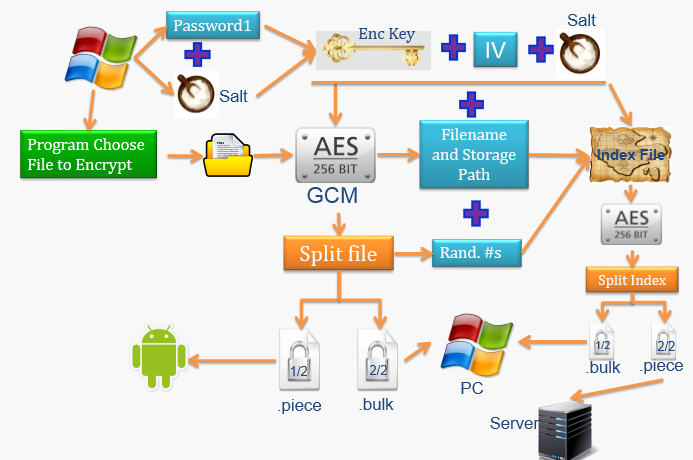 Password1
Enc Key
IV
Salt
Salt
Program Choose
File to Encrypt
AES
256 BIT
GCM
Filename
and Storage
Path
Index File
AES
256 BIT
Split file
Rand. #s
Split Index
1/2
.piece
2/2
.bulk
PC
1/2
.bulk
2/2
.piece
Server